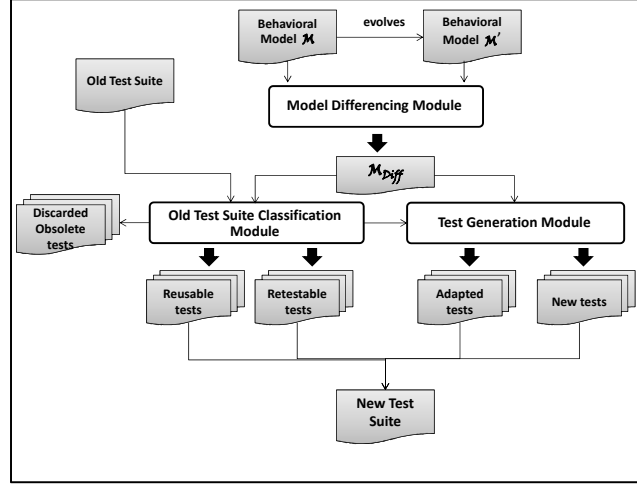 Behavioral
Model ℳ
evolves
Behavioral
Model ℳ'
Old Test Suite
Model Differencing Module
ℳDiff
Discarded
Obsolete
tests
Old Test Suite Classification
Module
Test Generation Module
Reusable
tests
Retestable
tests
Adapted
tests
New tests
New Test
Suite